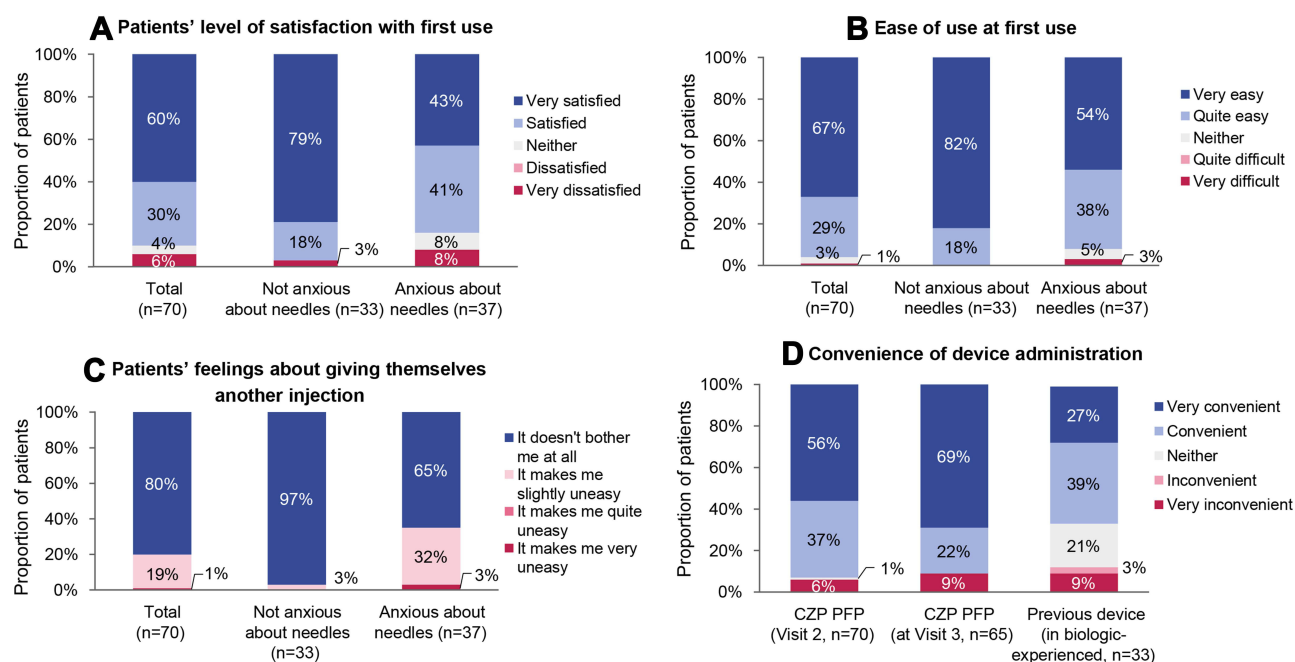 A Patients’ level of satisfaction with first use
Proportion of patients
100%
80%
60%
40%
20%
0%
60%
30%
4%
6%
79%
18%
3%
43%
41%
8%
8%
Total
(n=70)
Not anxious
about needles (n=33)
Anxious about
needles (n=37)
Very satisfied
Satisfied
Neither
Dissatisfied
Very dissatisfied
B Ease of use at first use
Proportion of patients
100%
80%
60%
40%
20%
0%
67%
29%
3%
1%
82%
18%
54%
38%
5%
3%
Total
(n=70)
Not anxious about
needles (n=33)
Anxious about
needles (n=37)
Very easy
Quite easy
Neither
Quite difficult
Very difficult
C Patients’ feelings about giving themselves
another injection
Proportion of patients
100%
80%
60%
40%
20%
0%
80%
19%
1%
97%
3%
65%
32%
3%
Total
(n=70)
Not anxious
about needles
(n=33)
Anxious about
needles (n=37)
It doesn't bother
me at all
It makes me
slightly uneasy
It makes me quite
uneasy
It makes me very
uneasy
D Convenience of device administration
Proportion of patients
100%
80%
60%
40%
20%
0%
56%
37%
1%
6%
69%
22%
9%
27%
39%
21%
3%
9%
CZP PFP
(Visit 2, n=70)
CZP PFP
(at Visit 3, n=65)
Previous device
(in biologic-
experienced, n=33)
Very convenient
Convenient
Neither
Inconvenient
Very inconvenient